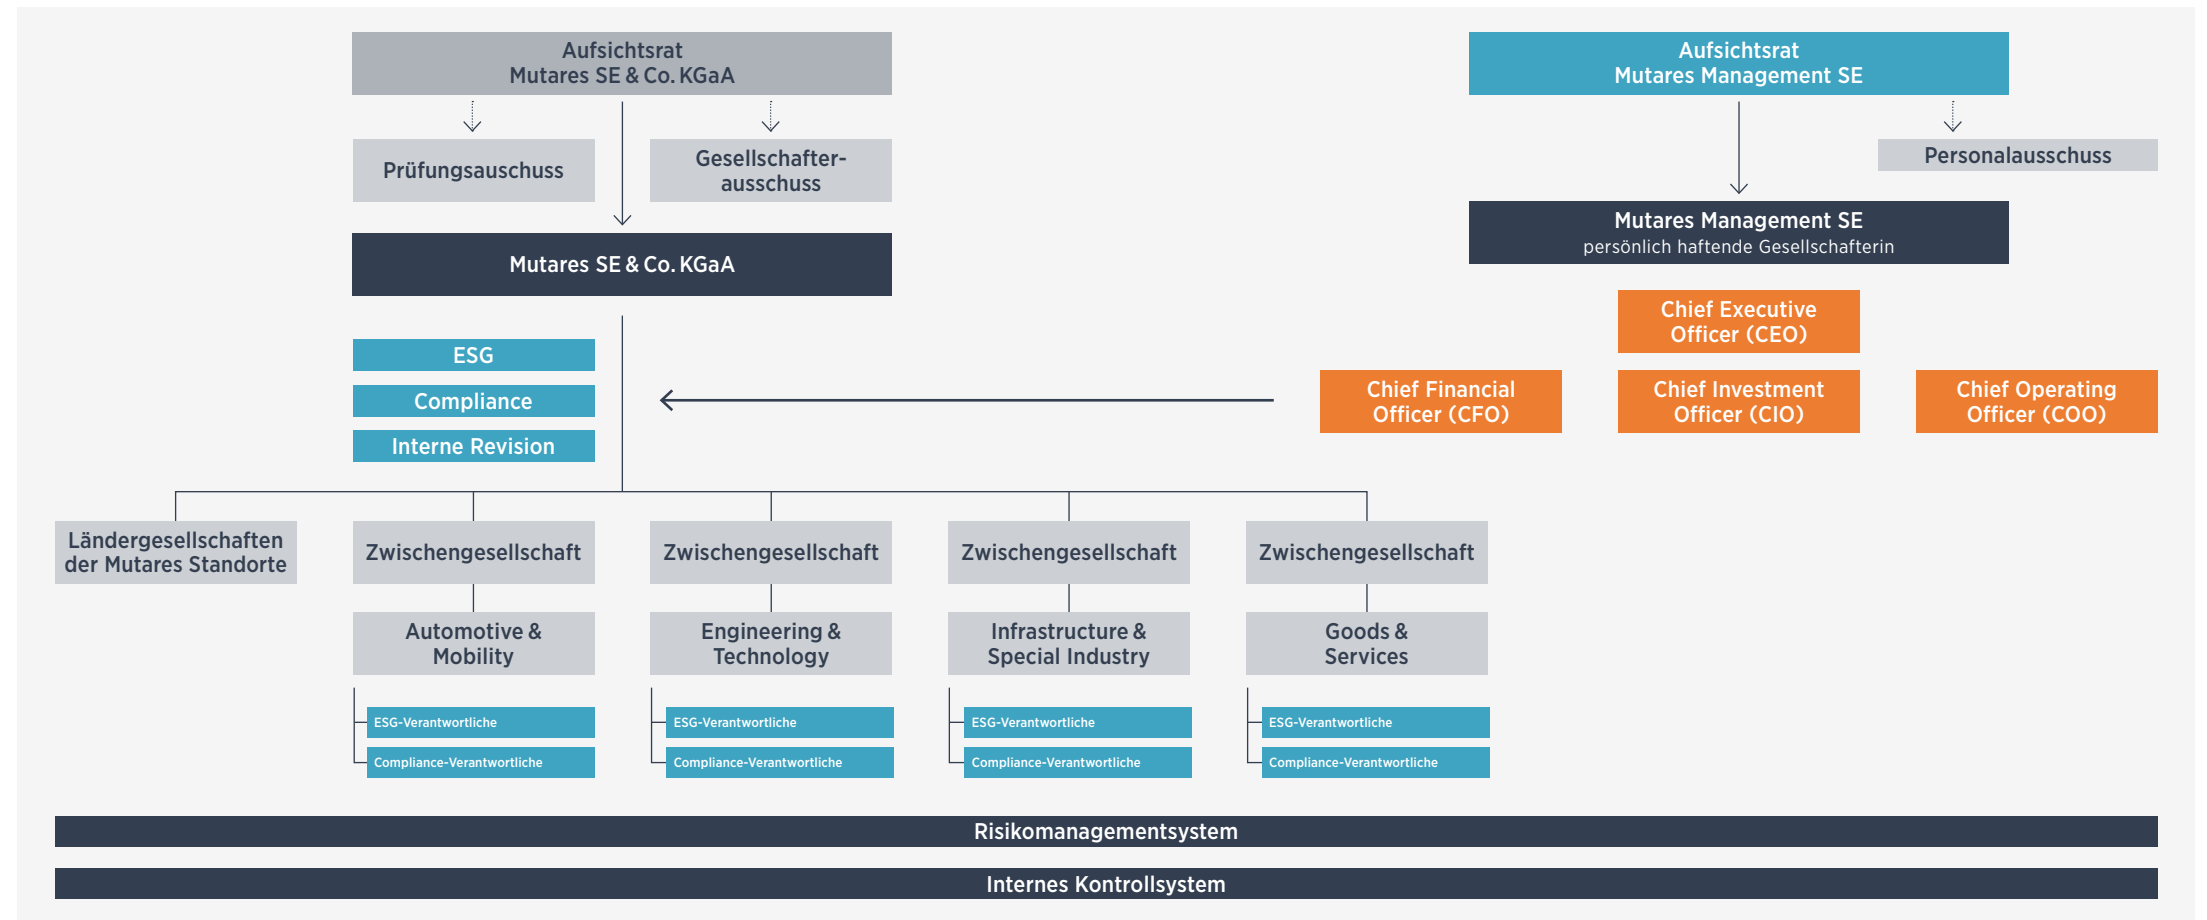 Aufsichtsrat
Mutares SE & Co. KGaA
Aufsichtsrat
Mutares Management SE
Prüfungsauschuss
Gesellschafter-
ausschuss
Personalausschuss
Mutares SE & Co. KGaA
Mutares Management SE
persönlich haftende Gesellschafterin
ESG
Compliance
Interne Revision
Chief Executive
Officer (CEO)
Chief Financial
Officer (CFO)
Chief Investment
Officer (CIO)
Chief Operating
Officer (COO)
Ländergesellschaften
der Mutares Standorte
Zwischengesellschaft
Zwischengesellschaft
Zwischengesellschaft
Zwischengesellschaft
Automotive &
Mobility
Engineering &
Technology
Infrastructure &
Special Industry
Goods &
Services
ESG-Verantwortliche
Compliance-Verantwortliche
ESG-Verantwortliche
Compliance-Verantwortliche
ESG-Verantwortliche
Compliance-Verantwortliche
ESG-Verantwortliche
Compliance-Verantwortliche
Risikomanagementsystem
Internes Kontrollsystem